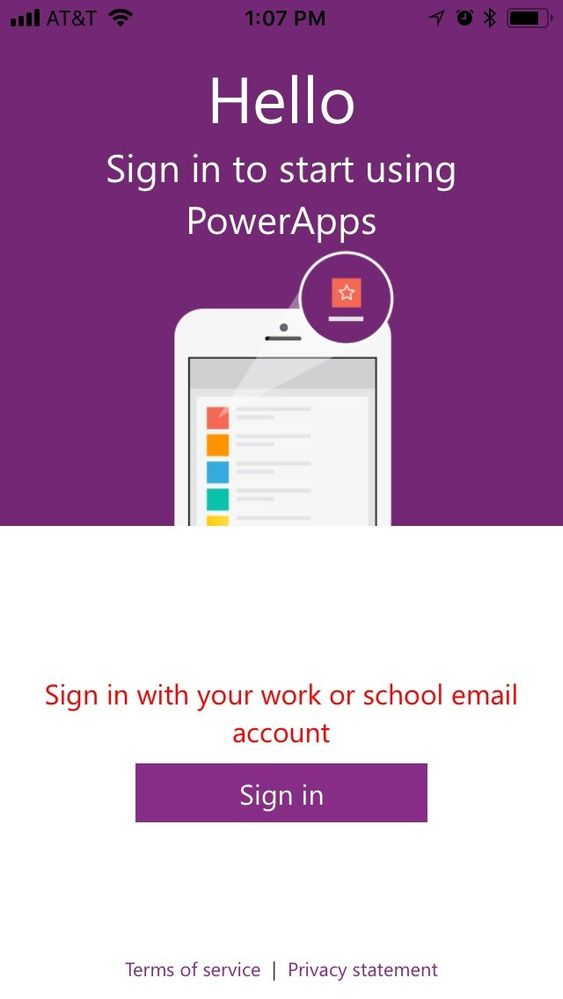 AT&T 1:07 PM
Hello
Sign in to start using
PowerApps
Sign in with your work or school email
account
Sign in
Terms of service | Privacy statement